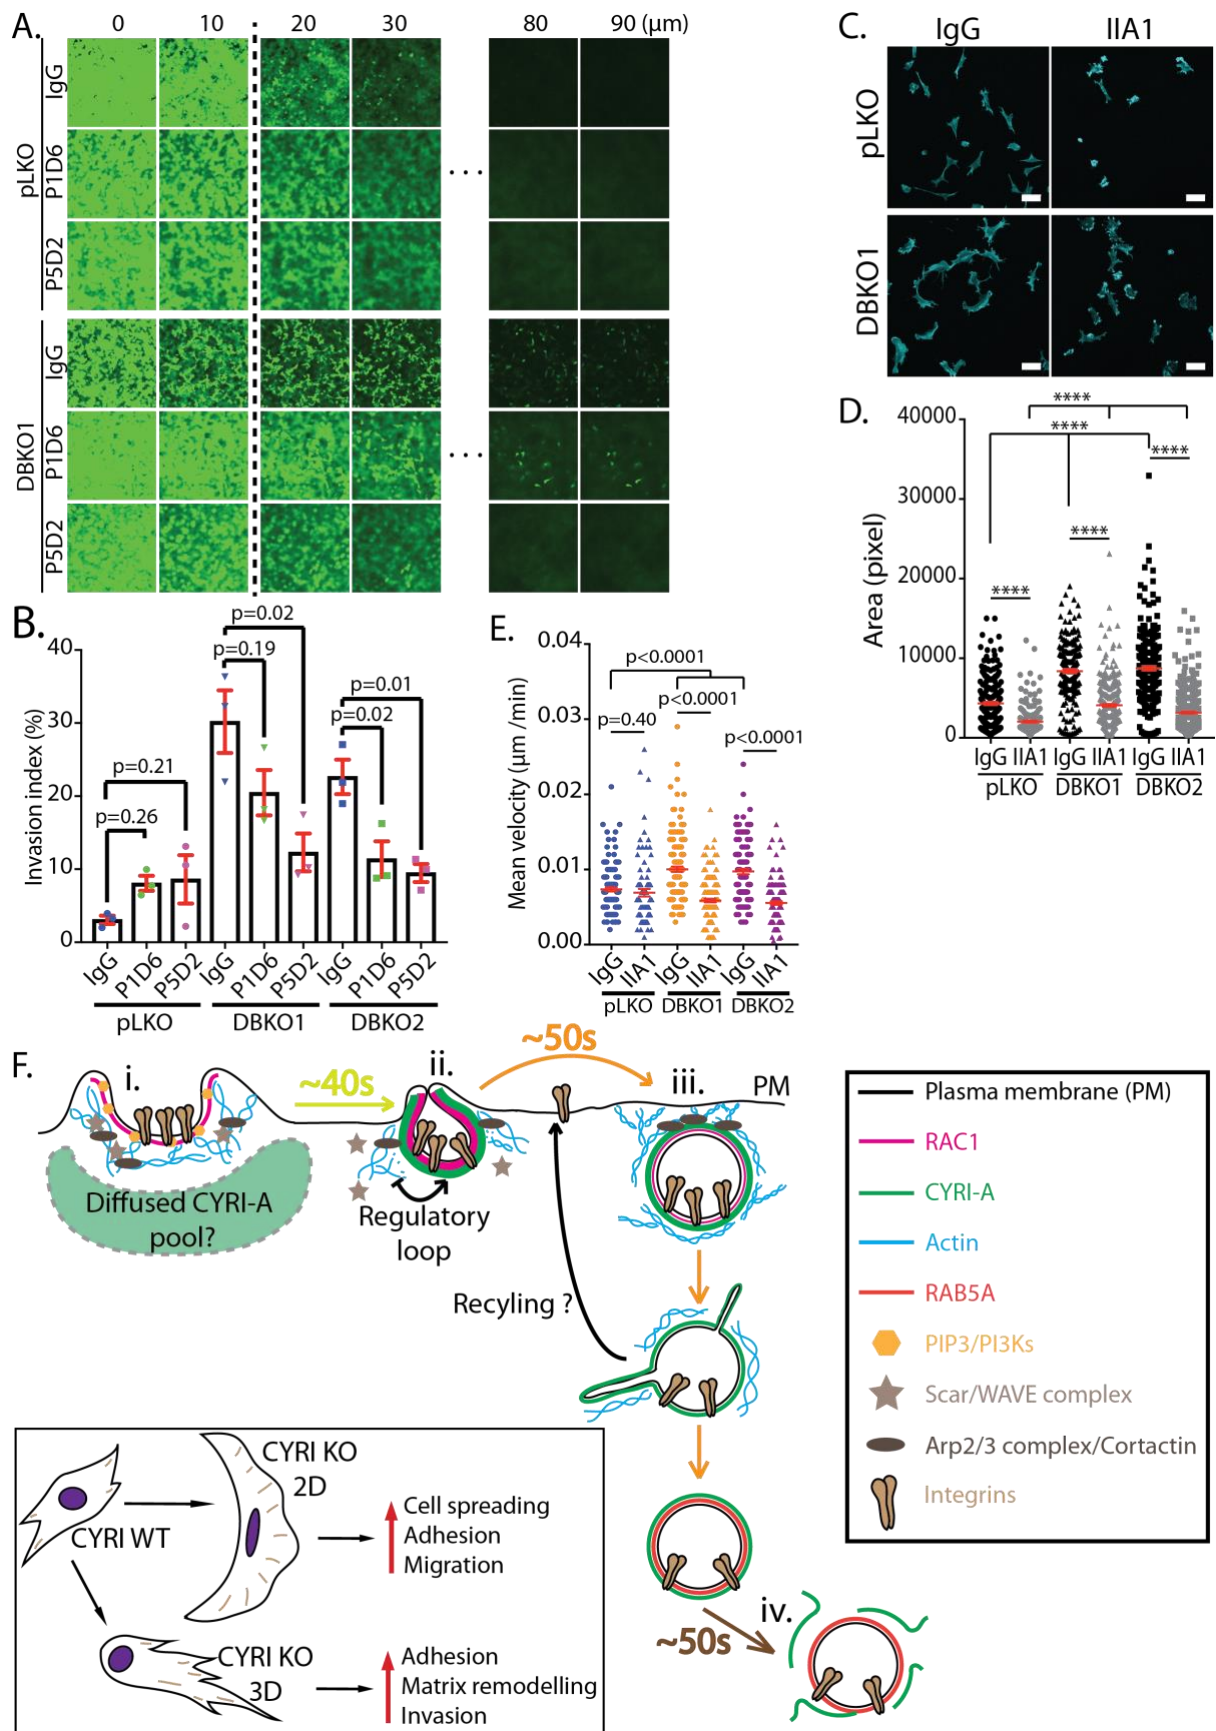 A.
0 10 20 30 80 90 (µm)
pLKO
IgG
P1D6
P5D2
. . .
DBKO1
IgG
P1D6
P5D2
. . .
B.
Invasion index (%)
40
30
20
10
0
p=0.26
p=0.21
p=0.19
p=0.02
p=0.02
p=0.01
IgG P1D6 P5D2 IgG P1D6 P5D2 IgG P1D6 P5D2
pLKO DBKO1 DBKO2
C.
IgG IIA1
pLKO
DBKO1
D.
Area (pixel)
40000
30000
20000
10000
0
****
****
****
****
****
IgG IIA1 IgG IIA1 IgG IIA1
pLKO DBKO1 DBKO2
E.
Mean velocity (µm /min)
0.04
0.03
0.02
0.01
0.00
p<0.0001
p=0.40
p<0.0001
p<0.0001
IgG IIA1 IgG IIA1 IgG IIA1
pLKO DBKO1 DBKO2
F.
i.
~40s
ii.
~50s
iii.
PM
Diffused CYRI-A
pool?
Regulatory
loop
Recyling ?
iv.
~50s
CYRI WT
CYRI KO
2D
Cell spreading
Adhesion
Migration
CYRI KO
3D
Adhesion
Matrix remodelling
Invasion
Plasma membrane (PM)
RAC1
CYRI-A
Actin
RAB5A
PIP3/PI3Ks
Scar/WAVE complex
Arp2/3 complex/Cortactin
Integrins